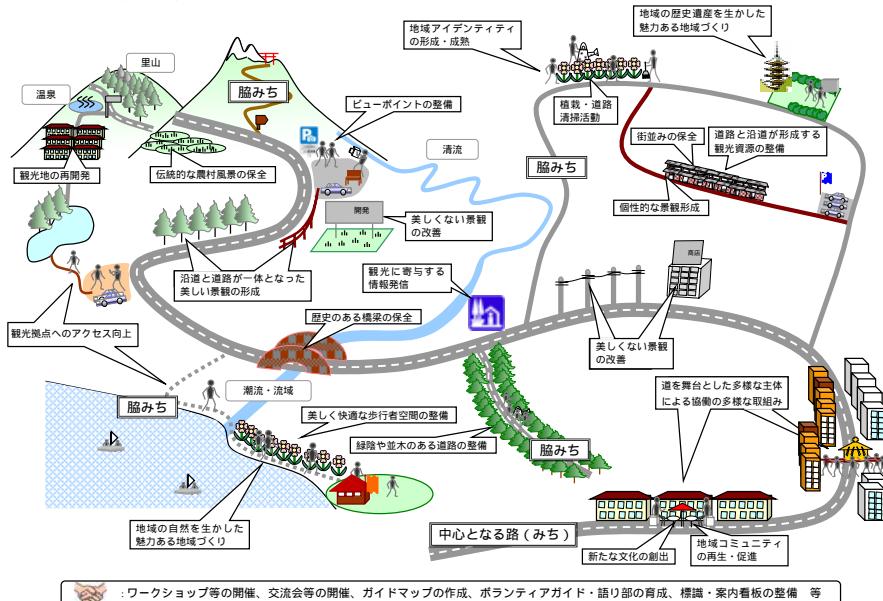 地域アイデンティティ
の形成・成熟
地域の歴史遺産を生かした
魅力ある地域づくり
里山
温泉
脇みち
ビューポイントの整備
植栽・道路
清掃活動
街並みの保全
道路と沿道が形成する
観光資源の整備
P
清流
脇みち
観光地の再開発
伝統的な農村風景の保全
個性的な景観形成
開発
美しくない景観
の改善
商店
沿道と道路が一体となった
美しい景観の形成
観光に寄与する
情報発信
歴史のある橋梁の保全
観光拠点へのアクセス向上
美しくない景観
の改善
潮流・流域
道を舞台とした多様な主体
による協働の多様な取組み
脇みち
美しく快適な歩行者空間の整備
緑陰や並木のある道路の整備
脇みち
地域の自然を生かした
魅力ある地域づくり
中心となる路(みち)
新たな文化の創出
地域コミュニティ
の再生・促進
:ワークショップ等の開催、交流会等の開催、ガイドマップの作成、ボランティアガイド・語り部の育成、標識・案内看板の整備　等